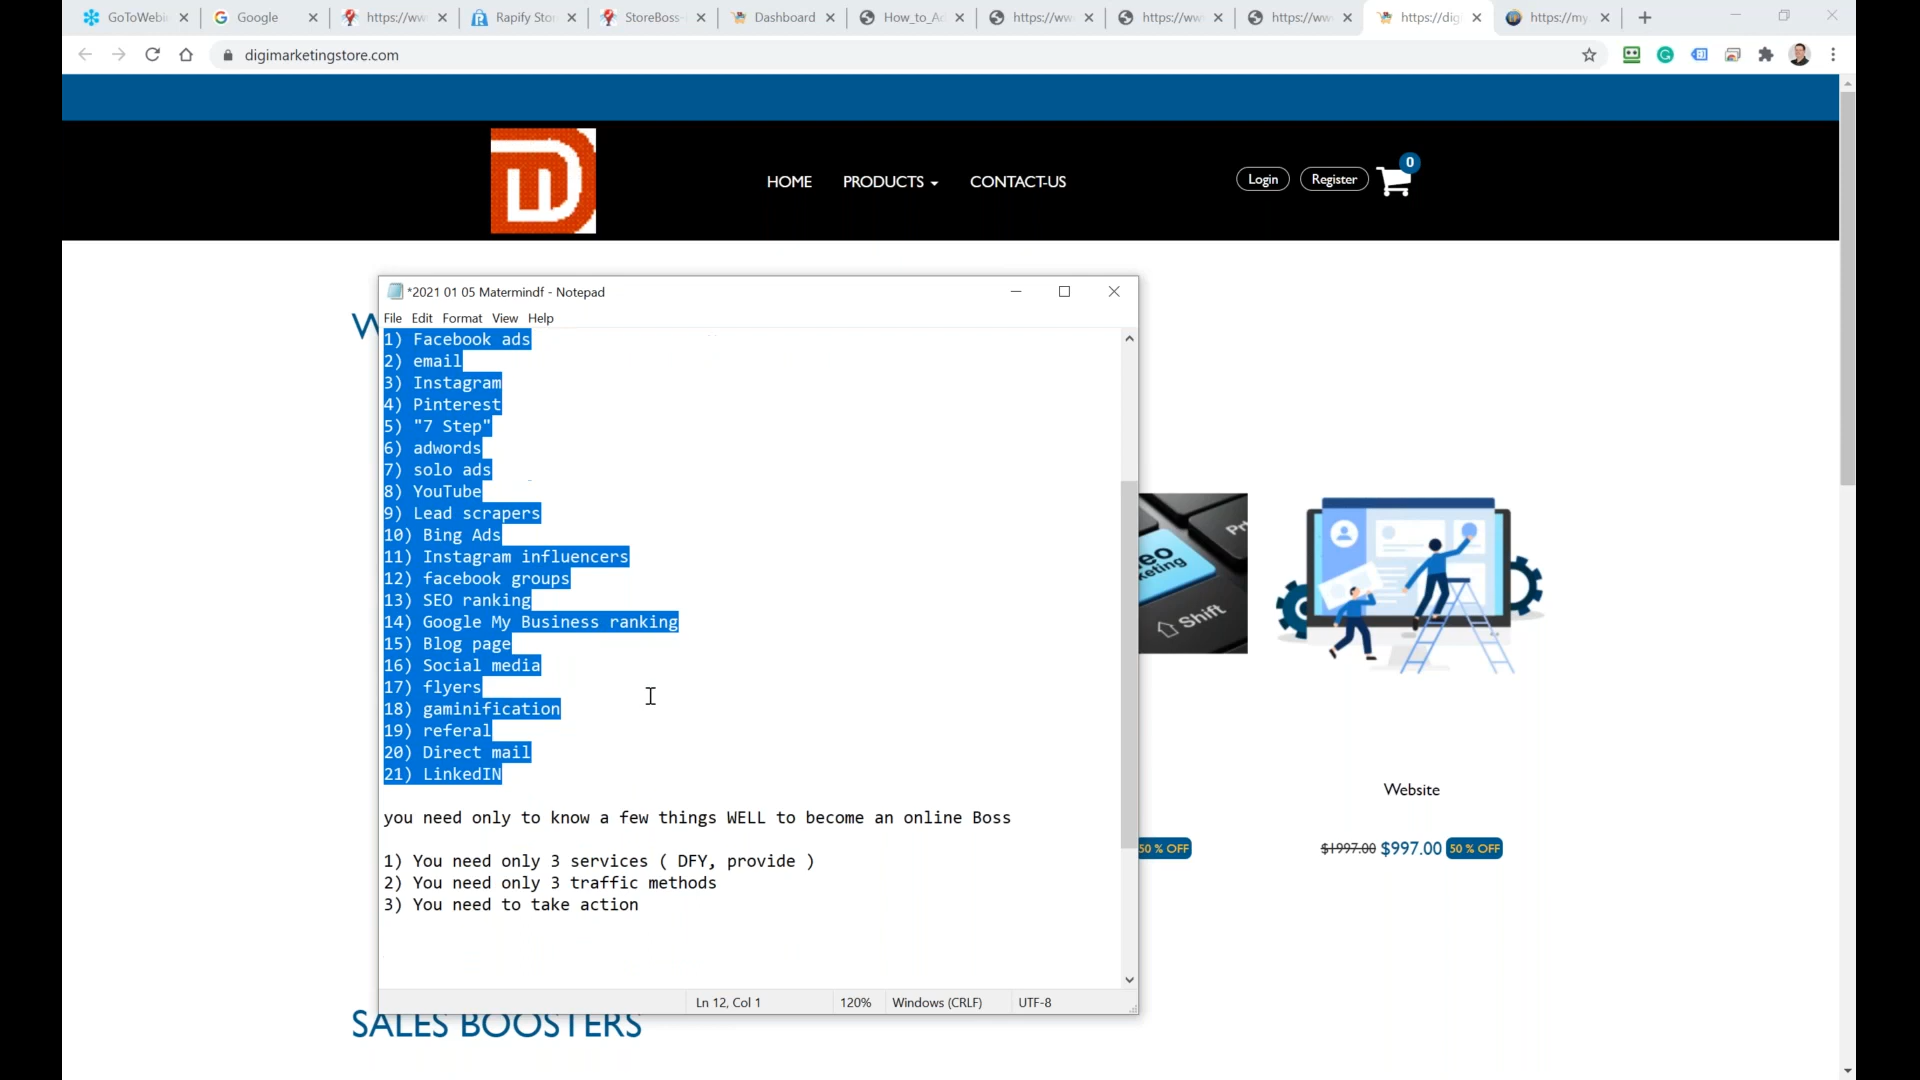 GoToWebi
Google
https://ww
Rapify Sto
StoreBoss
Dashboard
How_to_A
https://ww
https://ww
https://ww
https://dig
https://my
digimarketingstore.com
HOME
PRODUCTS
CONTACT-US
Login
Register
0
*2021 01 05 Matermindf - Notepad
File Edit Format View Help
1) Facebook ads
2) email
3) Instagram
4) Pinterest
5) "7 Step"
6) adwords
7) solo ads
8) YouTube
9) Lead scrapers
10) Bing Ads
11) Instagram influencers
12) facebook groups
13) SEO ranking
14) Google My Business ranking
15) Blog page
16) Social media
17) flyers
18) gaminification
19) referal
20) Direct mail
21) LinkedIN
you need only to know a few things WELL to become an online Boss
1) You need only 3 services ( DFY, provide )
2) You need only 3 traffic methods
3) You need to take action
Ln 12, Col 1
120%
Windows (CRLF)
UTF-8
Shift
Website
50 % OFF
$1997.00 $997.00 50 % OFF
SALES BOOSTERS